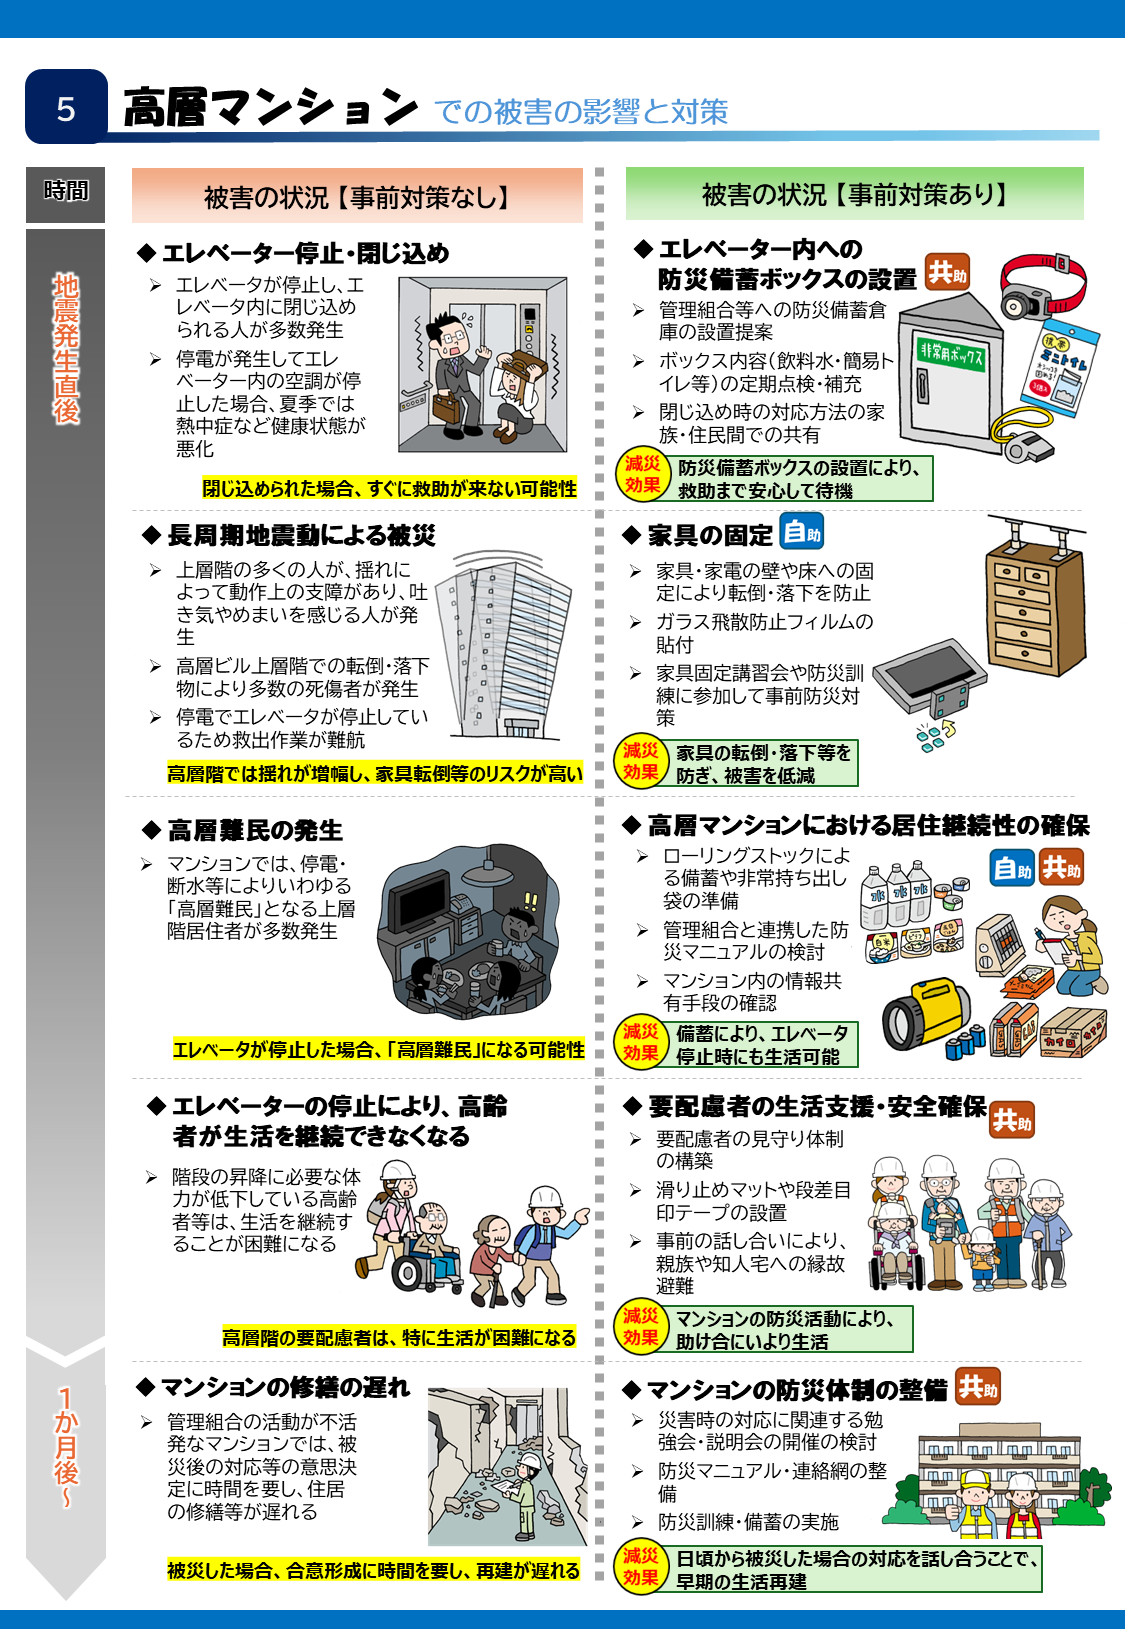 5
高層マンション での被害の影響と対策
時間
被害の状況【事前対策なし】
被害の状況【事前対策あり】
地震発生直後
◆ エレベーター停止・閉じ込め
➢ エレベータが停止し、エ
レベータ内に閉じ込め
られる人が多数発生
➢ 停電が発生してエレ
ベーター内の空調が停
止した場合、夏季では
熱中症など健康状態が
悪化
閉じ込められた場合、すぐに救助が来ない可能性
◆ エレベーター内への
防災備蓄ボックスの設置
共助
➢ 管理組合等への防災備蓄倉
庫の設置提案
➢ ボックス内容(飲料水・簡易ト
イレ等)の定期点検・補充
➢ 閉じ込め時の対応方法の家
族・住民間での共有
非常用ボックス
携帯
ミニトイレ
減災
効果
防災備蓄ボックスの設置により、
救助まで安心して待機
◆ 長周期地震動による被災
➢ 上層階の多くの人が、揺れに
よって動作上の支障があり、吐
き気やめまいを感じる人が発
生
➢ 高層ビル上層階での転倒・落下
物により多数の死傷者が発生
➢ 停電でエレベータが停止してい
るため救出作業が難航
高層階では揺れが増幅し、家具転倒等のリスクが高い
◆ 家具の固定
自助
➢ 家具・家電の壁や床への固
定により転倒・落下を防止
➢ ガラス飛散防止フィルムの
貼付
➢ 家具固定講習会や防災訓
練に参加して事前防災対
策
減災
効果
家具の転倒・落下等を
防ぎ、被害を低減
◆ 高層難民の発生
➢ マンションでは、停電・
断水等によりいわゆる
「高層難民」となる上層
階居住者が多数発生
!!
エレベータが停止した場合、「高層難民」になる可能性
◆ 高層マンションにおける居住継続性の確保
自助 共助
➢ ローリングストックによ
る備蓄や非常持ち出し
袋の準備
➢ 管理組合と連携した防
災マニュアルの検討
➢ マンション内の情報共
有手段の確認
水 水 水
白米
カイロ
減災
効果
備蓄により、エレベータ
停止時にも生活可能
◆ エレベーターの停止により、高齢
者が生活を継続できなくなる
➢ 階段の昇降に必要な体
力が低下している高齢
者等は、生活を継続す
ることが困難になる
高層階の要配慮者は、特に生活が困難になる
◆ 要配慮者の生活支援・安全確保
共助
➢ 要配慮者の見守り体制
の構築
➢ 滑り止めマットや段差目
印テープの設置
➢ 事前の話し合いにより、
親族や知人宅への縁故
避難
減災
効果
マンションの防災活動により、
助け合にいより生活
1か月後~
◆ マンションの修繕の遅れ
➢ 管理組合の活動が不活
発なマンションでは、被
災後の対応等の意思決
定に時間を要し、住居
の修繕等が遅れる
被災した場合、合意形成に時間を要し、再建が遅れる
◆ マンションの防災体制の整備
共助
➢ 災害時の対応に関連する勉
強会・説明会の開催の検討
➢ 防災マニュアル・連絡網の整
備
➢ 防災訓練・備蓄の実施
減災
効果
日頃から被災した場合の対応を話し合うことで、
早期の生活再建